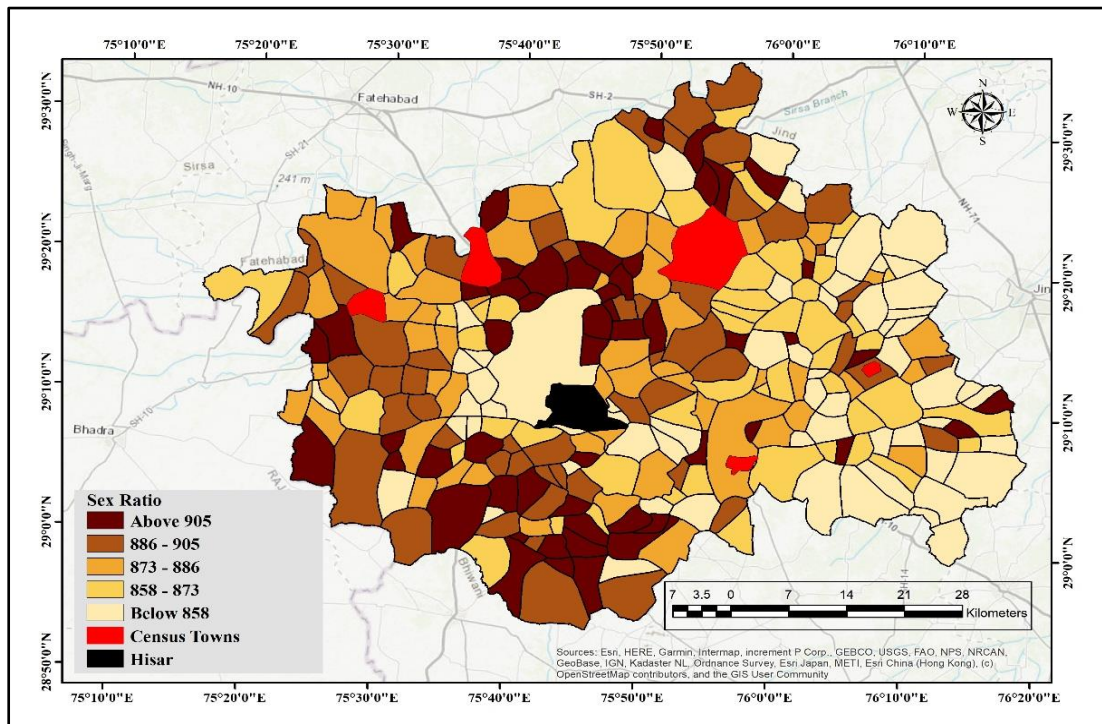 75°10'0"E 75°20'0"E 75°30'0"E 75°40'0"E 75°50'0"E 76°0'0"E 76°10'0"E
29°30'0"N
29°20'0"N
29°10'0"N
29°0'0"N
28°50'0"N
NH-10
Fatehabad
SH-2
Sirsa Branch
Jind
N
W E
S
SH-21
Sirsa
241 m
NH-71
Fatehabad
SH-10
Bhadra
Bhiwani
Sex Ratio
Above 905
886 - 905
873 - 886
858 - 873
Below 858
Census Towns
Hisar
7 3.5 0 7 14 21 28
Kilometers
Sources: Esri, HERE, Garmin, Intermap, increment P Corp., GEBCO, USGS, FAO, NPS, NRCAN,
GeoBase, IGN, Kadaster NL, Ordnance Survey, Esri Japan, METI, Esri China (Hong Kong), (c)
OpenStreetMap contributors, and the GIS User Community
29°30'0"N
29°20'0"N
29°10'0"N
29°0'0"N
75°10'0"E 75°20'0"E 75°30'0"E 75°40'0"E 75°50'0"E 76°0'0"E 76°10'0"E 76°20'0"E